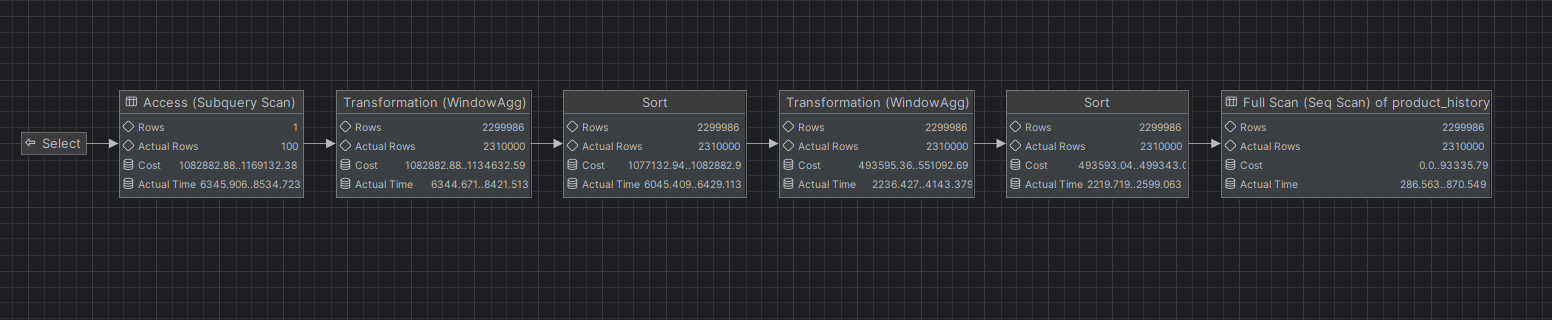 Select
Access (Subquery Scan)
Rows 1
Actual Rows 100
Cost 1082882.88..1169132.38
Actual Time 6345.906..8534.723
Transformation (WindowAgg)
Rows 2299986
Actual Rows 2310000
Cost 1082882.88..1134632.59
Actual Time 6344.671..8421.513
Sort
Rows 2299986
Actual Rows 2310000
Cost 1077132.94..1082882.9
Actual Time 6045.409..6429.113
Transformation (WindowAgg)
Rows 2299986
Actual Rows 2310000
Cost 493595.36..551092.69
Actual Time 2236.427..4143.379
Sort
Rows 2299986
Actual Rows 2310000
Cost 493593.04..499343.0
Actual Time 2219.719..2599.063
Full Scan (Seq Scan) of product_history
Rows 2299986
Actual Rows 2310000
Cost 0.0..93335.79
Actual Time 286.563..870.549